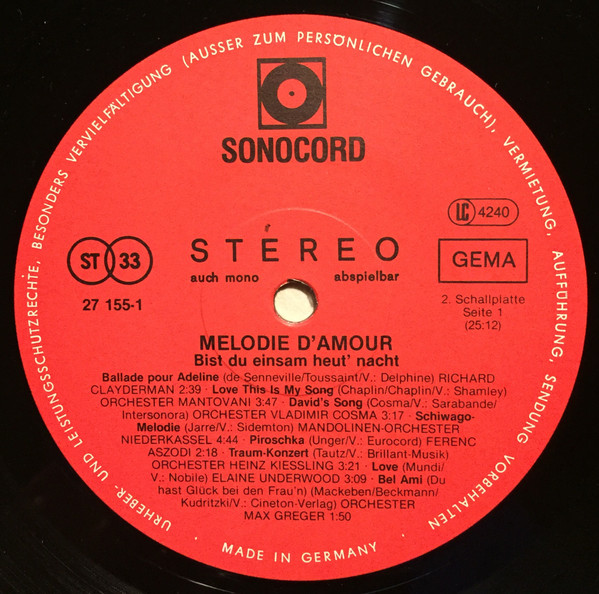 URHEBER- UND LEISTUNGSSCHUTZRECHTE, BESONDERS VERVIELFÄLTIGUNG (AUSSER ZUM PERSÖNLICHEN GEBRAUCH), VERMIETUNG, AUFFÜHRUNG, SENDUNG VORBEHALTEN
SONOCORD
LC 4240
ST 33
STEREO
GEMA
auch mono abspielbar
27 155-1
2. Schallplatte
Seite 1
(25:12)
MELODIE D'AMOUR
Bist du einsam heut' nacht
Ballade pour Adeline (de Senneville/Toussaint/V.: Delphine) RICHARD
CLAYDERMAN 2:39 · Love This Is My Song (Chaplin/Chaplin/V.: Shamley)
ORCHESTER MANTOVANI 3:47 · David's Song (Cosma/V.: Sarabande/
Intersonora) ORCHESTER VLADIMIR COSMA 3:17 · Schiwago-
Melodie (Jarre/V.: Sidemton) MANDOLINEN-ORCHESTER
NIEDERKASSEL 4:44 · Piroschka (Unger/V.: Eurocord) FERENC
ASZODI 2:18 · Traum-Konzert (Tautz/V.: Brillant-Musik)
ORCHESTER HEINZ KIESSLING 3:21 · Love (Mundi/
V.: Nobile) ELAINE UNDERWOOD 3:09 · Bel Ami (Du
hast Glück bei den Frau'n) (Mackeben/Beckmann/
Kudritzki/V.: Cineton-Verlag) ORCHESTER
MAX GREGER 1:50
· MADE IN GERMANY ·